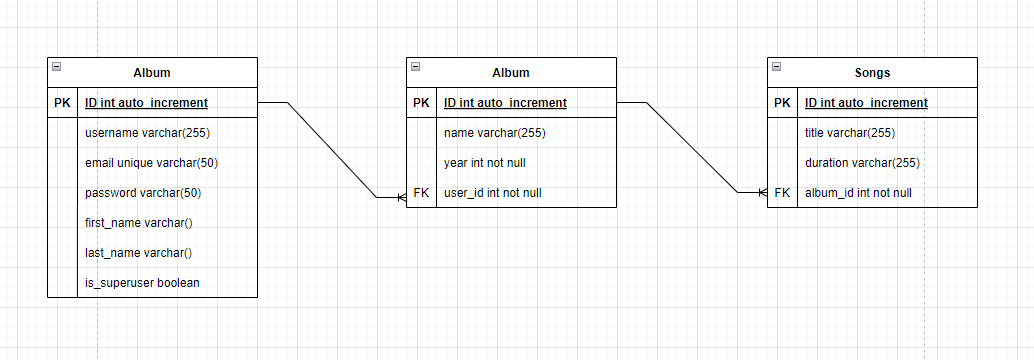 Album
PK ID int auto_increment
username varchar(255)
email unique varchar(50)
password varchar(50)
first_name varchar()
last_name varchar()
is_superuser boolean
Album
PK ID int auto_increment
name varchar(255)
year int not null
FK user_id int not null
Songs
PK ID int auto_increment
title varchar(255)
duration varchar(255)
FK album_id int not null